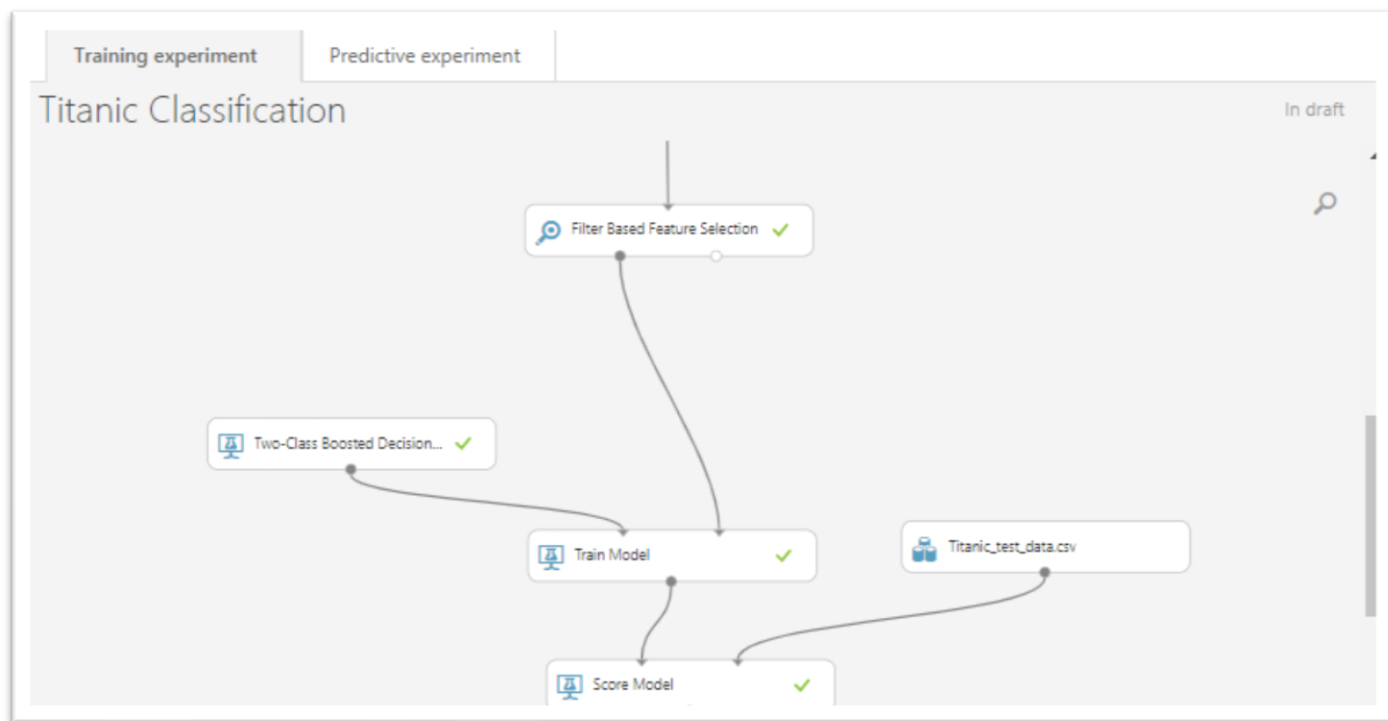 Training experiment
Predictive experiment
Titanic Classification
In draft
Filter Based Feature Selection
Two-Class Boosted Decision...
Train Model
Titanic_test_data.csv
Score Model